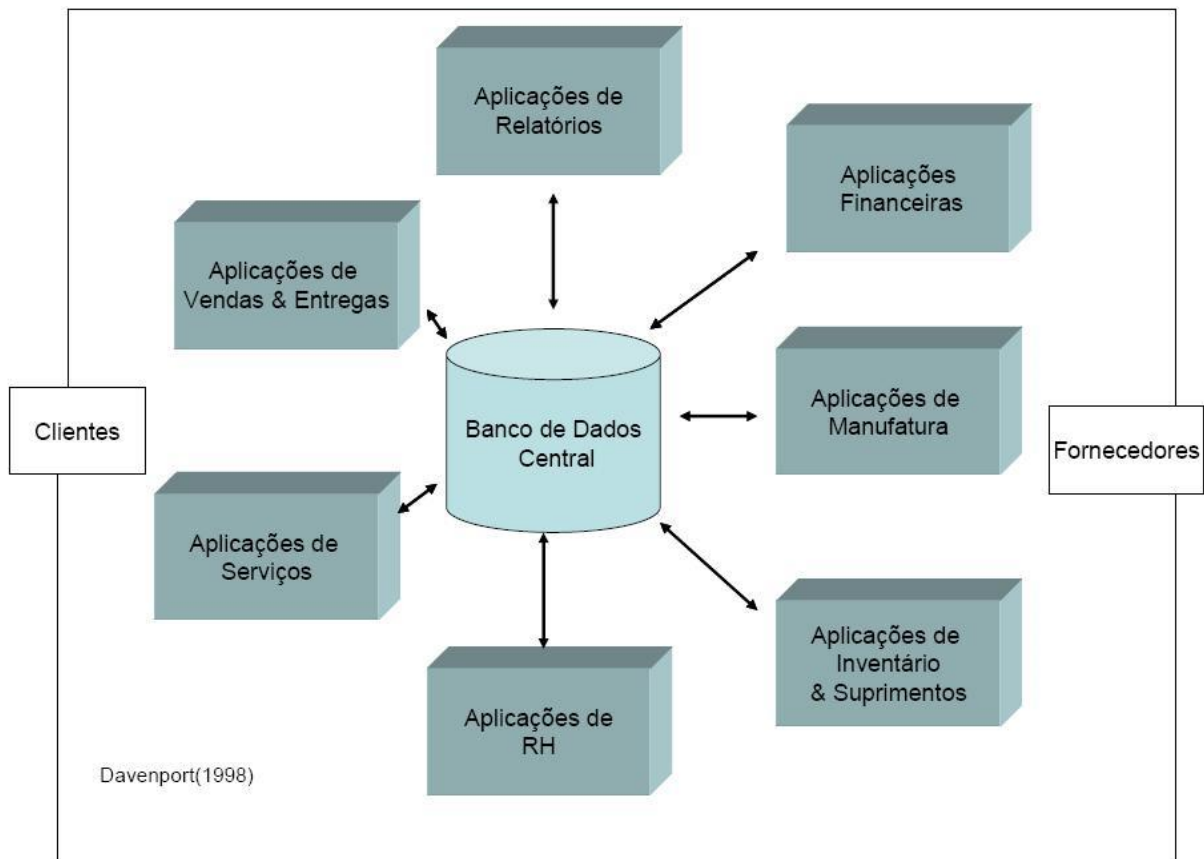 Aplicações de
Relatórios
Aplicações
Financeiras
Aplicações de
Vendas & Entregas
Aplicações de
Manufatura
Clientes
Banco de Dados
Central
Fornecedores
Aplicações de
Serviços
Aplicações de
Inventário
& Suprimentos
Aplicações de
RH
Davenport(1998)